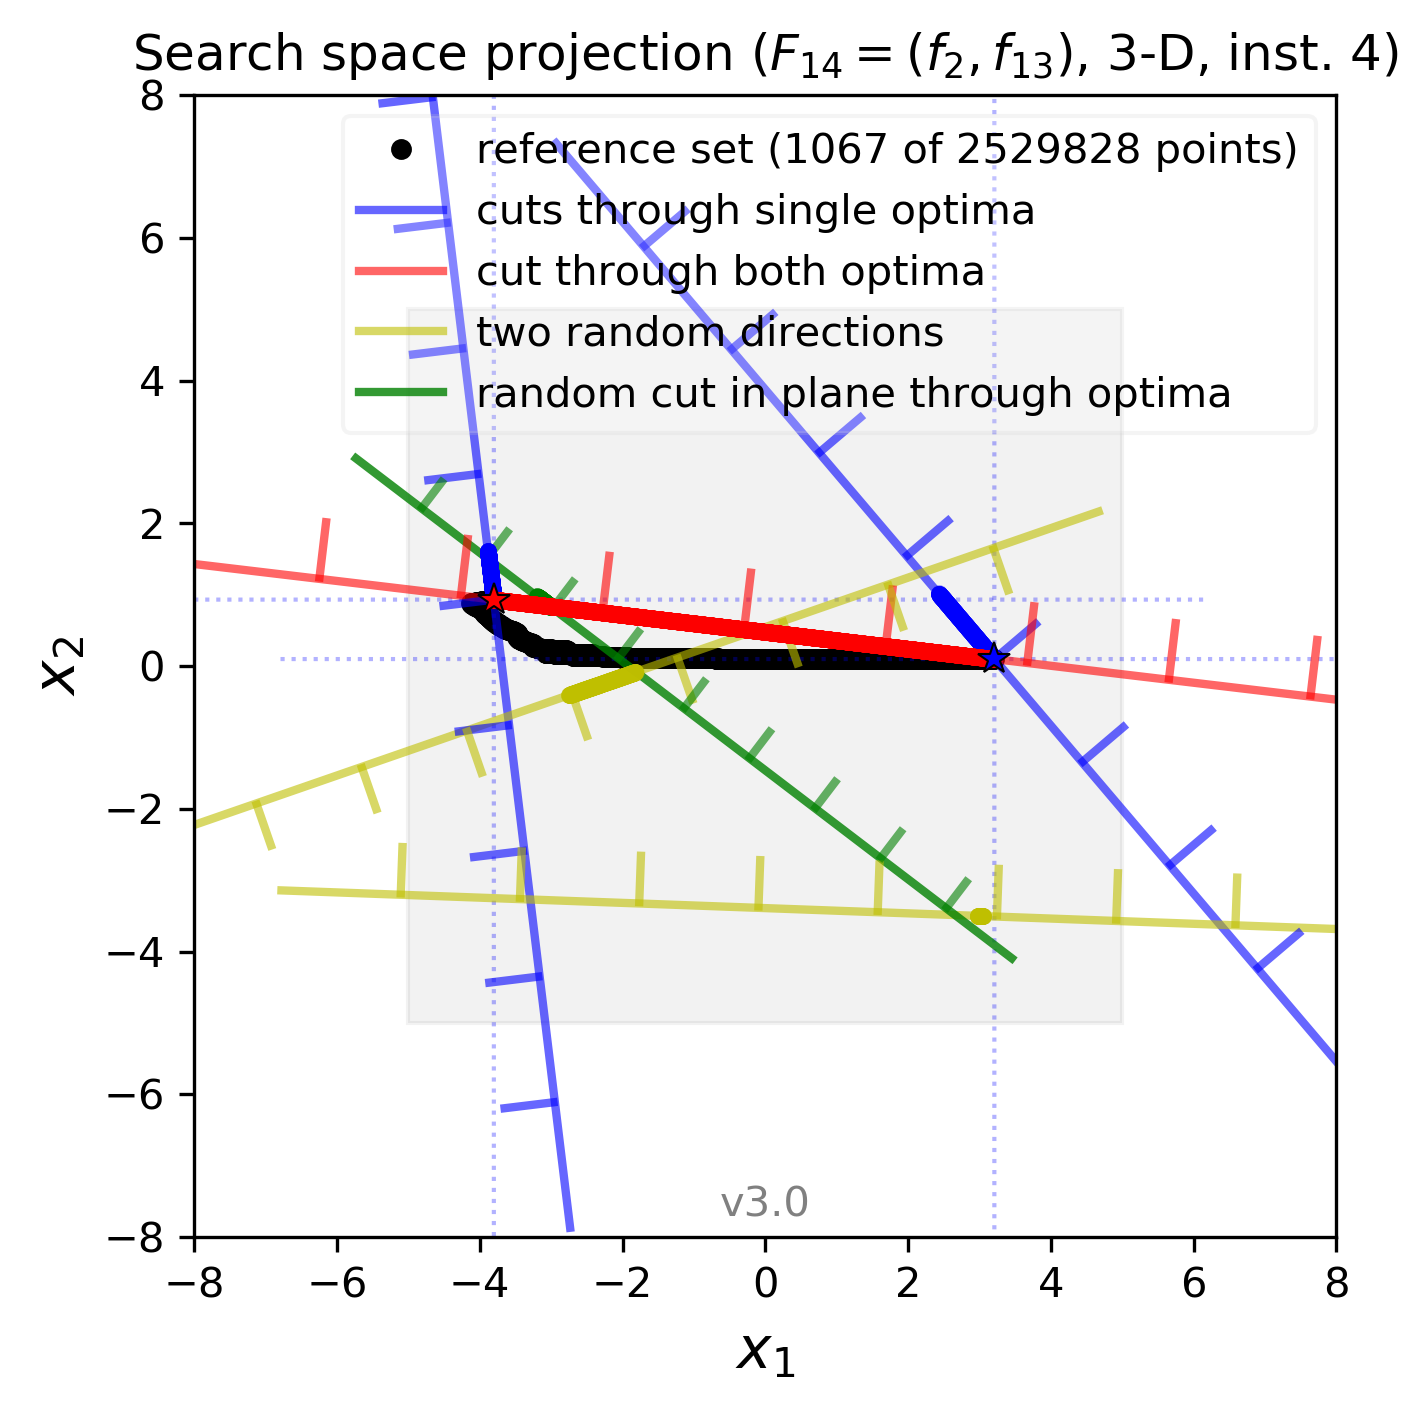 Search space projection (F14 = (f2, f13), 3-D, inst. 4)
reference set (1067 of 2529828 points)
cuts through single optima
cut through both optima
two random directions
random cut in plane through optima
8
6
4
2
0
−2
−4
−6
−8
x2
v3.0
−8 −6 −4 −2 0 2 4 6 8
x1